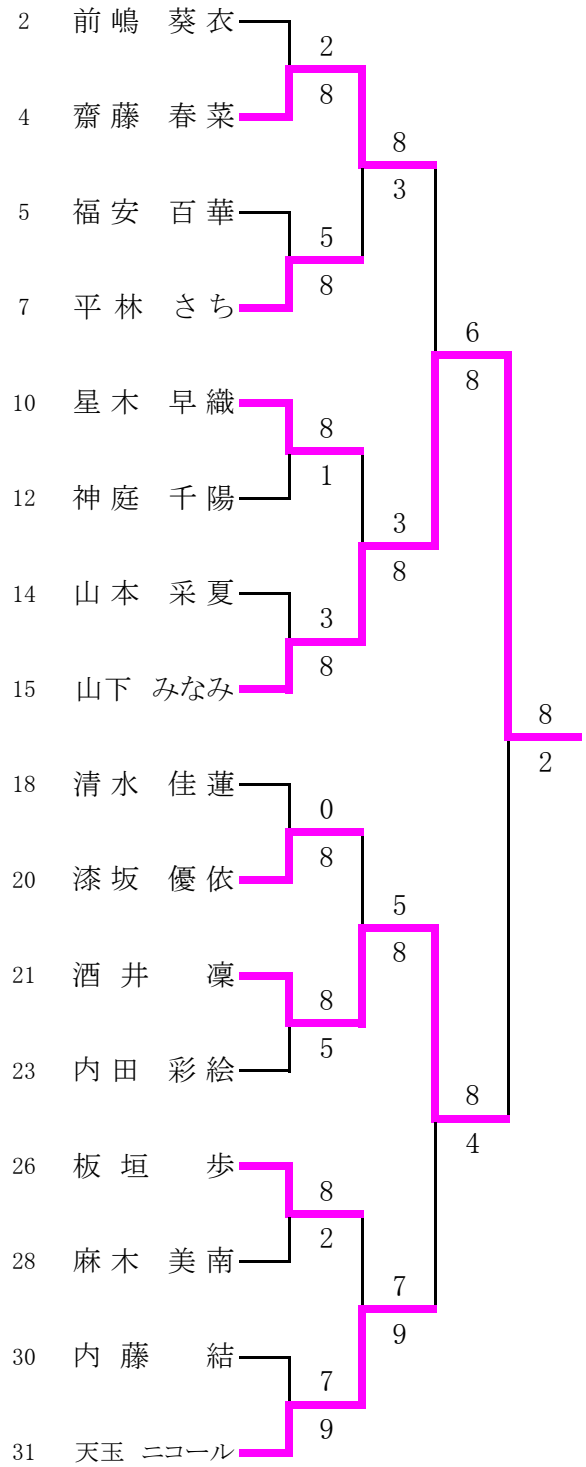 2 前嶋 葵衣
2
4 齋藤 春菜
8
8
3
5 福安 百華
5
7 平林 さち
8
6
8
10 星木 早織
8
12 神庭 千陽
1
3
8
14 山本 采夏
3
15 山下 みなみ
8
8
2
18 清水 佳蓮
0
20 漆坂 優依
8
5
8
21 酒井 凜
8
23 内田 彩絵
5
8
4
26 板垣 歩
8
28 麻木 美南
2
7
9
30 内藤 結
7
31 天玉 ニコール
9